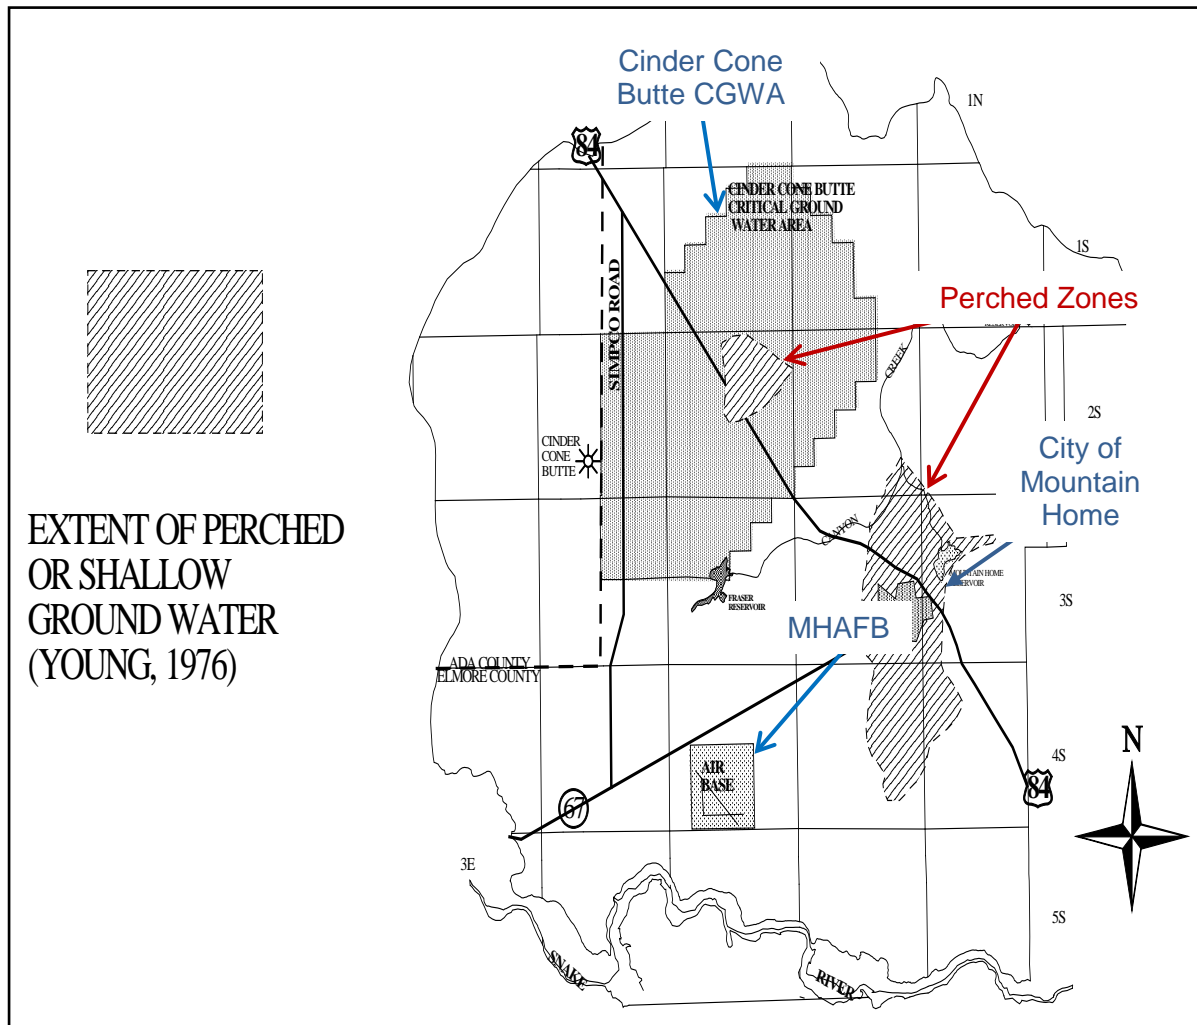 Cinder Cone
Butte CGWA
1N
84
CINDER CONE BUTTE
CRITICAL GROUND
WATER AREA
1S
SIMPCO ROAD
Perched Zones
CREEK
2S
CINDER
CONE
BUTTE
City of
Mountain
Home
EXTENT OF PERCHED
OR SHALLOW
GROUND WATER
(YOUNG, 1976)
CANYON
MOUNTAIN HOME
FRASER
RESERVOIR
3S
MHAFB
ADA COUNTY
ELMORE COUNTY
N
4S
AIR
BASE
84
67
3E
5S
SNAKE
RIVER